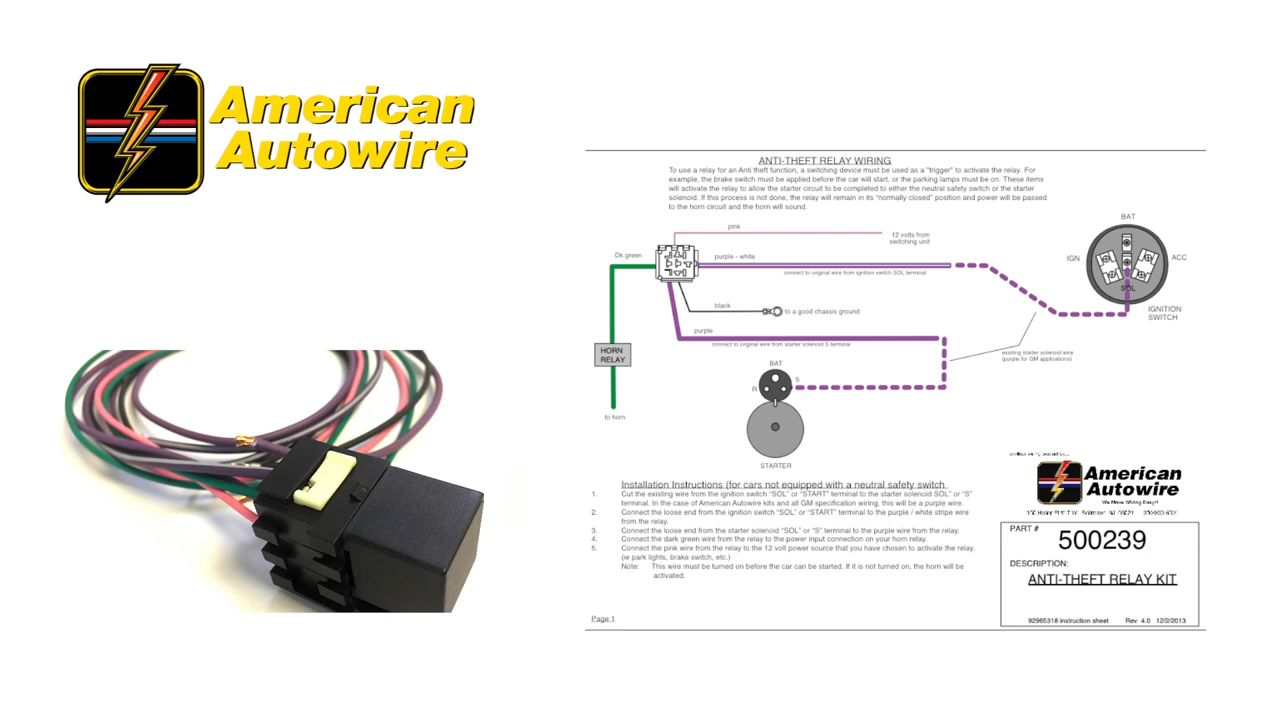 American
Autowire
ANTI-THEFT RELAY WIRING
To use a relay for an Anti theft function, a switching device must be used as a "trigger" to activate the relay. For
example, the brake switch must be applied before the car will start, or the parking lamps must be on. These items
will activate the relay to allow the starter circuit to be completed to either the neutral safety switch or the starter
solenoid. If this process is not done, the relay will remain in its "normally closed" position and power will be passed
to the horn circuit and the horn will sound.
BAT
pink
12 volts from
switching unit
Dk green
purple - white
IGN
ACC
connect to original wire from ignition switch SOL terminal
SOL
black
to a good chassis ground
IGNITION
SWITCH
purple
connect to original wire from starter solenoid S terminal
HORN
RELAY
existing starter solenoid wire
(purple for GM applications)
BAT
S
R
to horn
STARTER
Installation Instructions (for cars not equipped with a neutral safety switch
1. Cut the existing wire from the ignition switch "SOL" or "START" terminal to the starter solenoid SOL" or "S"
terminal. In the case of American Autowire kits and all GM specification wiring, this will be a purple wire.
2. Connect the loose end from the ignition switch "SOL" or "START" terminal to the purple / white stripe wire
from the relay.
3. Connect the loose end from the starter solenoid "SOL" or "S" terminal to the purple wire from the relay.
4. Connect the dark green wire from the relay to the power input connection on your horn relay.
5. Connect the pink wire from the relay to the 12 volt power source that you have chosen to activate the relay.
(ie park lights, brake switch, etc.)
Note: This wire must be turned on before the car can be started. If it is not turned on, the horn will be
activated.
Page 1
American
Autowire
PART #
500239
DESCRIPTION:
ANTI-THEFT RELAY KIT
92965318 instruction sheet Rev 4.0 12/2/2013